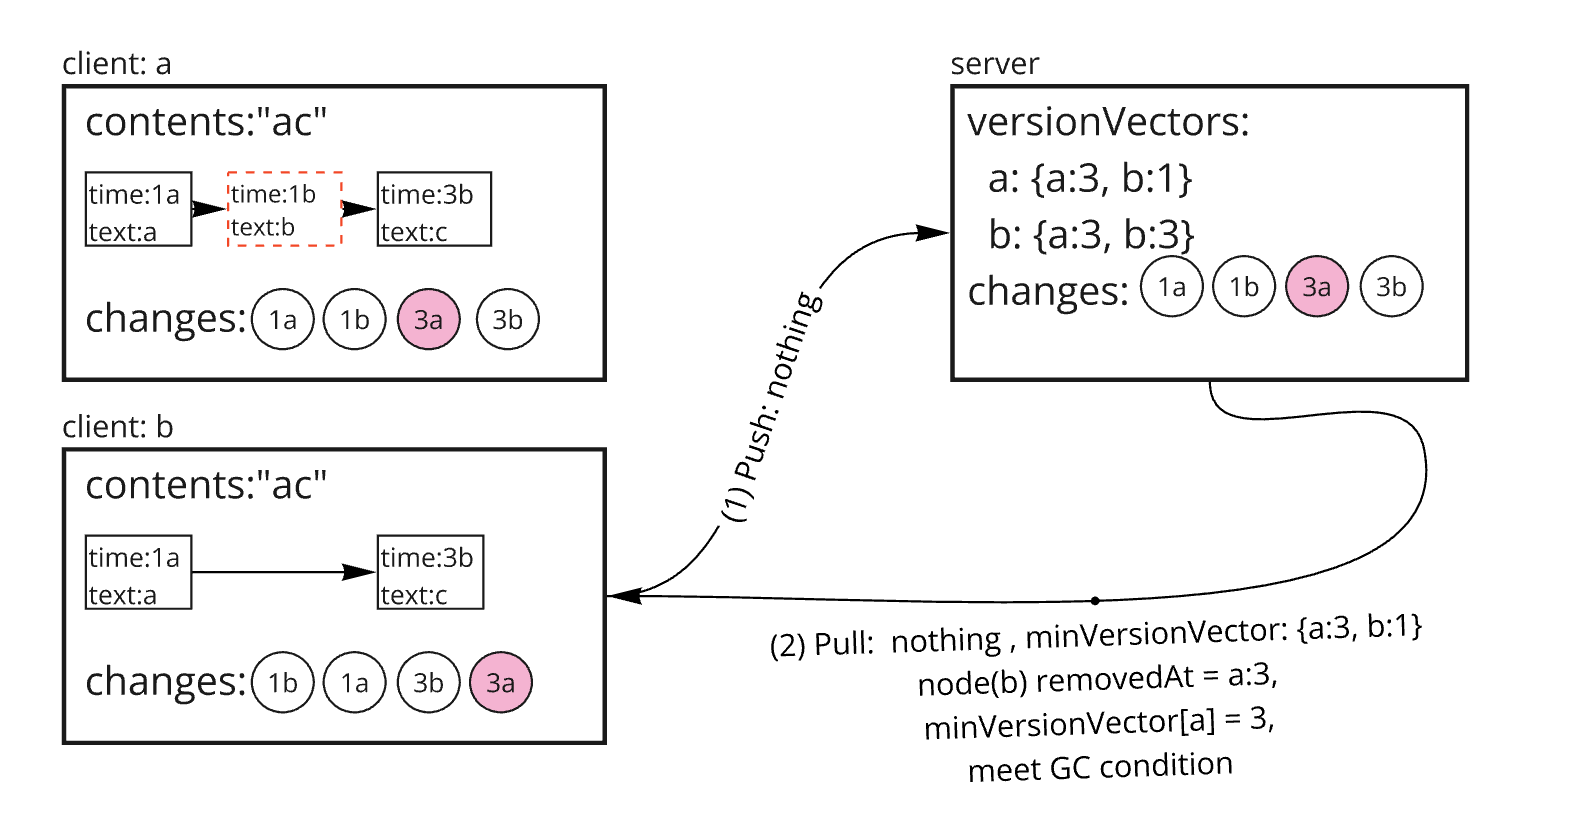 client: a
contents:"ac"
time:1a
text:a
time:1b
text:b
time:3b
text:c
changes: 1a 1b 3a 3b
server
versionVectors:
a: {a:3, b:1}
b: {a:3, b:3}
changes: 1a 1b 3a 3b
(1) Push: nothing
client: b
contents:"ac"
time:1a
text:a
time:3b
text:c
changes: 1b 1a 3b 3a
(2) Pull: nothing , minVersionVector: {a:3, b:1}
node(b) removedAt = a:3,
minVersionVector[a] = 3,
meet GC condition